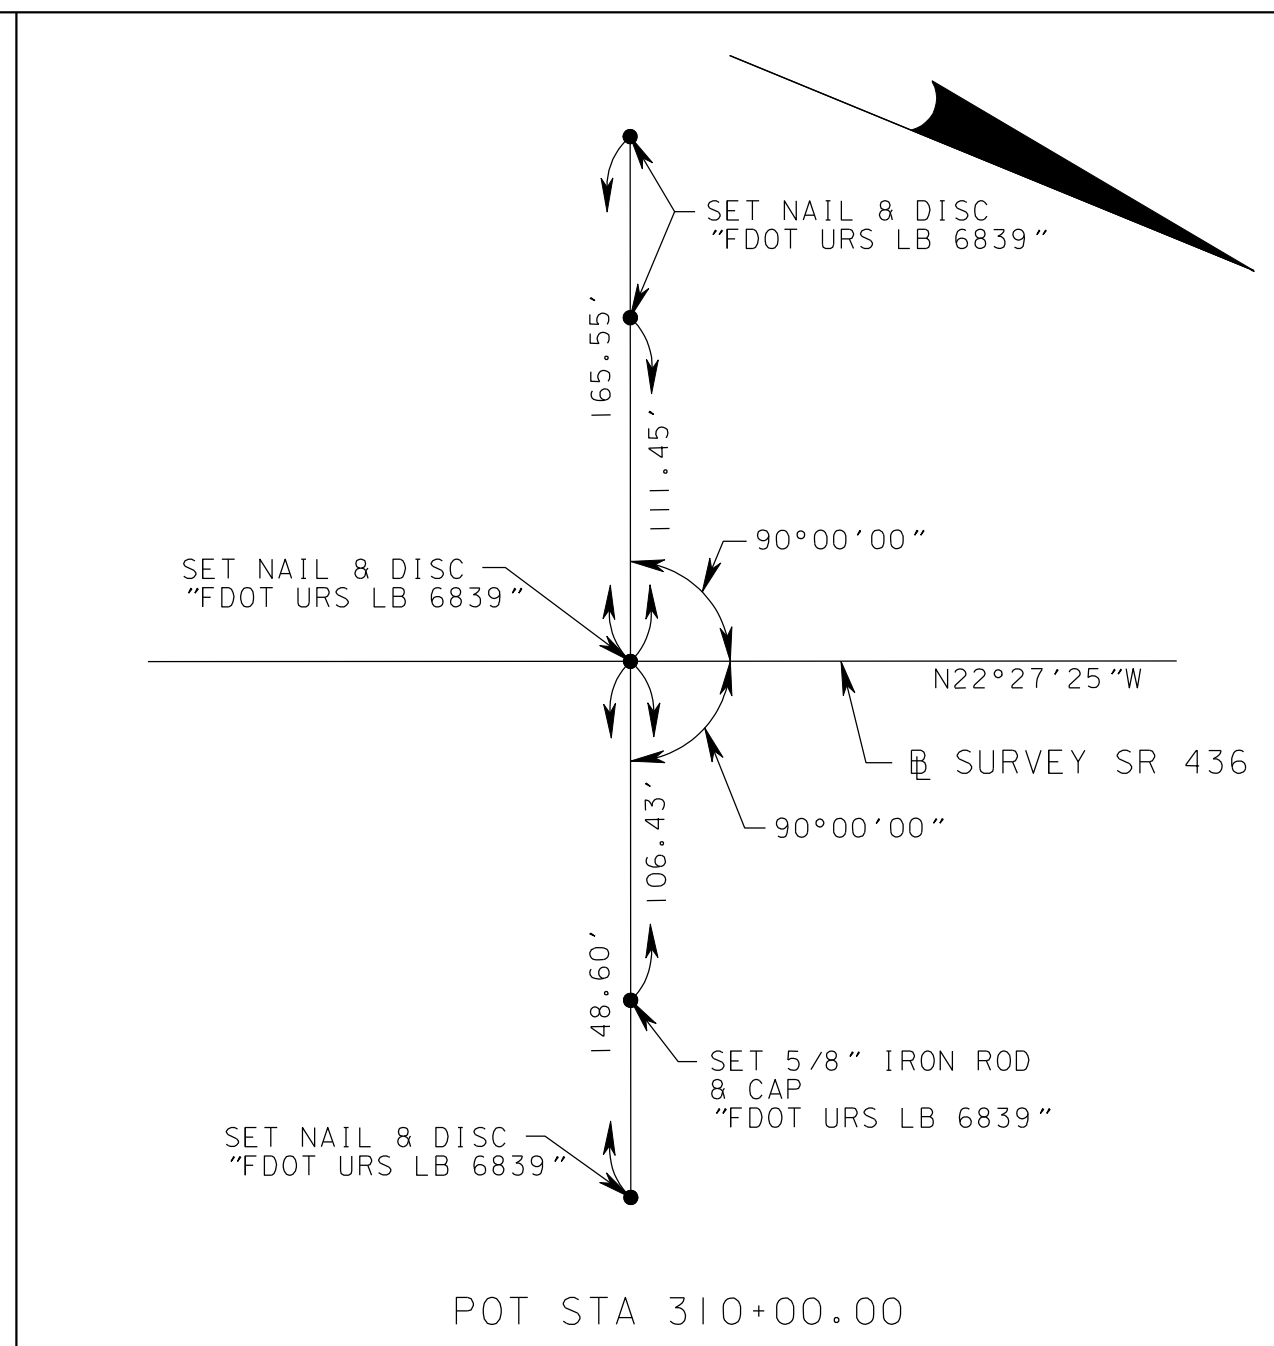 SET NAIL & DISC
"FDOT URS LB 6839"
165.55'
111.45'
90°00'00"
SET NAIL & DISC
"FDOT URS LB 6839"
N22°27'25"W
℄ SURVEY SR 436
90°00'00"
106.43'
148.60'
SET 5/8" IRON ROD
& CAP
"FDOT URS LB 6839"
SET NAIL & DISC
"FDOT URS LB 6839"
POT STA 310+00.00